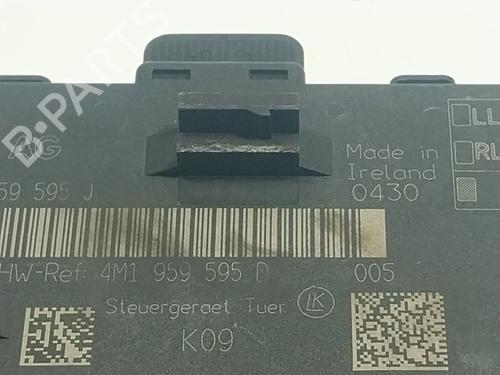 B-PARTS
AG
LL
Made in
RL
Ireland
59 595 J
0430
HW-Ref: 4M1 959 595 D
005
Steuergeraet Tuer
LK
K09